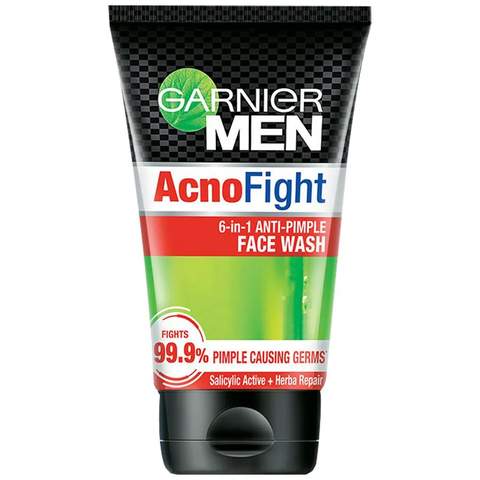 GARNIER
MEN
AcnoFight
6-in-1 ANTI-PIMPLE
FACE WASH
FIGHTS
99.9% PIMPLE CAUSING GERMS*
Salicylic Active + Herba Repair